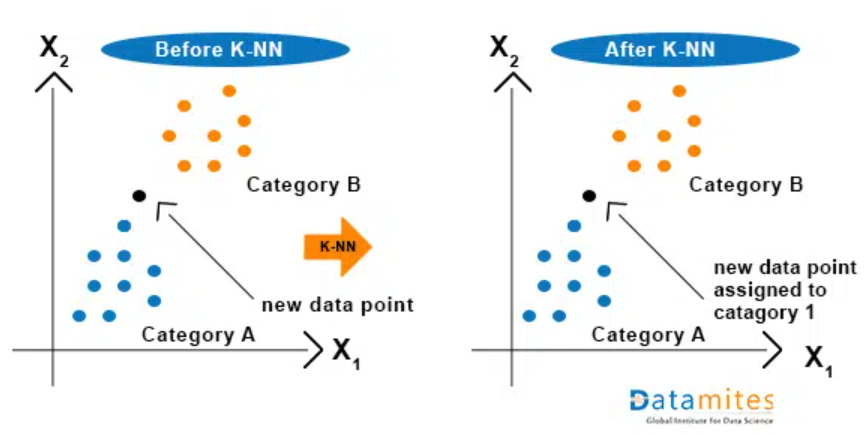 Before K-NN
X2
Category B
K-NN
new data point
Category A
X1
After K-NN
X2
Category B
new data point
assigned to
catagory 1
Category A
X1
Datamites
Global Institute for Data Science